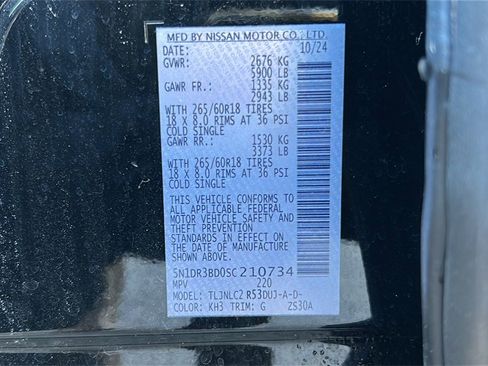 MFD BY NISSAN MOTOR CO., LTD.
DATE: 10/24
GVWR: 2676 KG
5900 LB
GAWR FR.: 1335 KG
2943 LB
WITH 265/60R18 TIRES
18 X 8.0 RIMS AT 36 PSI
COLD SINGLE
GAWR RR.: 1530 KG
3373 LB
WITH 265/60R18 TIRES
18 X 8.0 RIMS AT 36 PSI
COLD SINGLE
THIS VEHICLE CONFORMS TO
ALL APPLICABLE FEDERAL
MOTOR VEHICLE SAFETY AND
THEFT PREVENTION
STANDARDS IN EFFECT ON
THE DATE OF MANUFACTURE
SHOWN ABOVE.
5N1DR3BD0SC210734
MPV 220
MODEL: TLJNLC2 R53DUJ-A-D-
COLOR: KH3 TRIM: G ZS30A